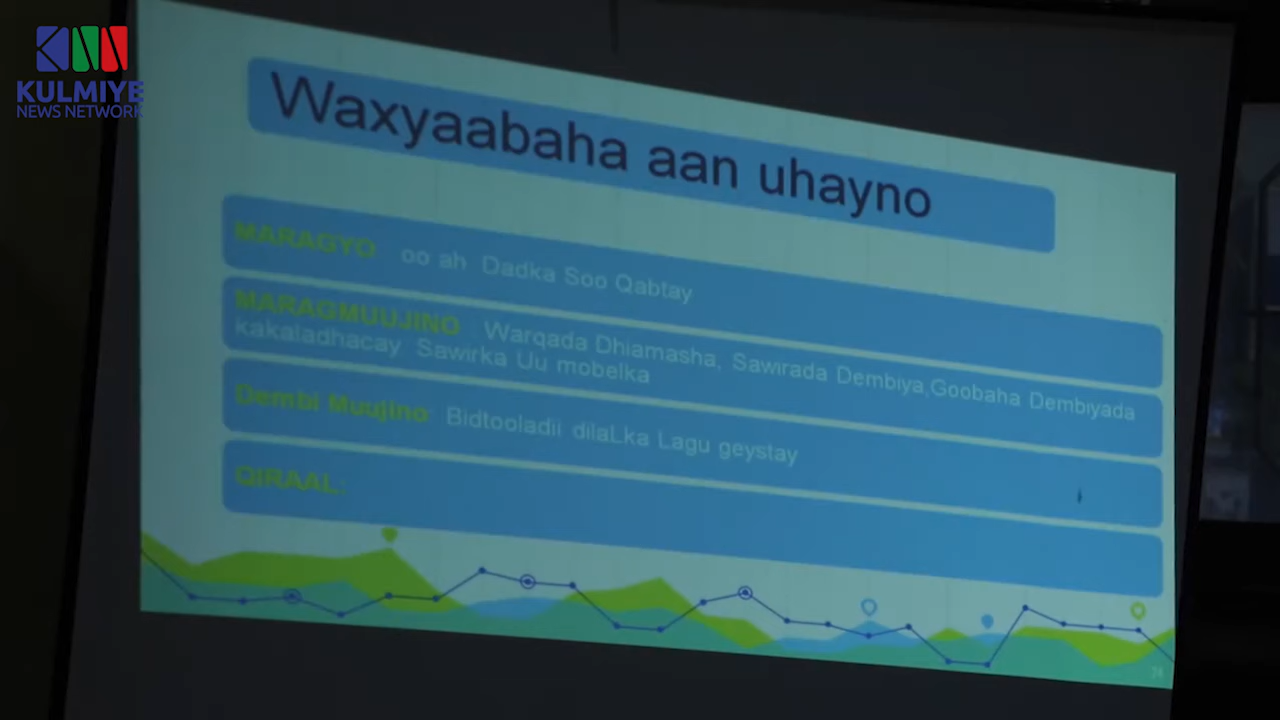 KULMIYE
NEWS NETWORK
Waxyaabaha aan uhayno
MARAGYO oo ah Dadka Soo Qabtay
MARAGMUUJINO : Warqada Dhiamasha, Sawirada Dembiya,Goobaha Dembiyada
kakaladhacay Sawirka Uu mobelka
Dembi Muujino: Bidtooladii dilaLka Lagu geystay
QIRAAL: